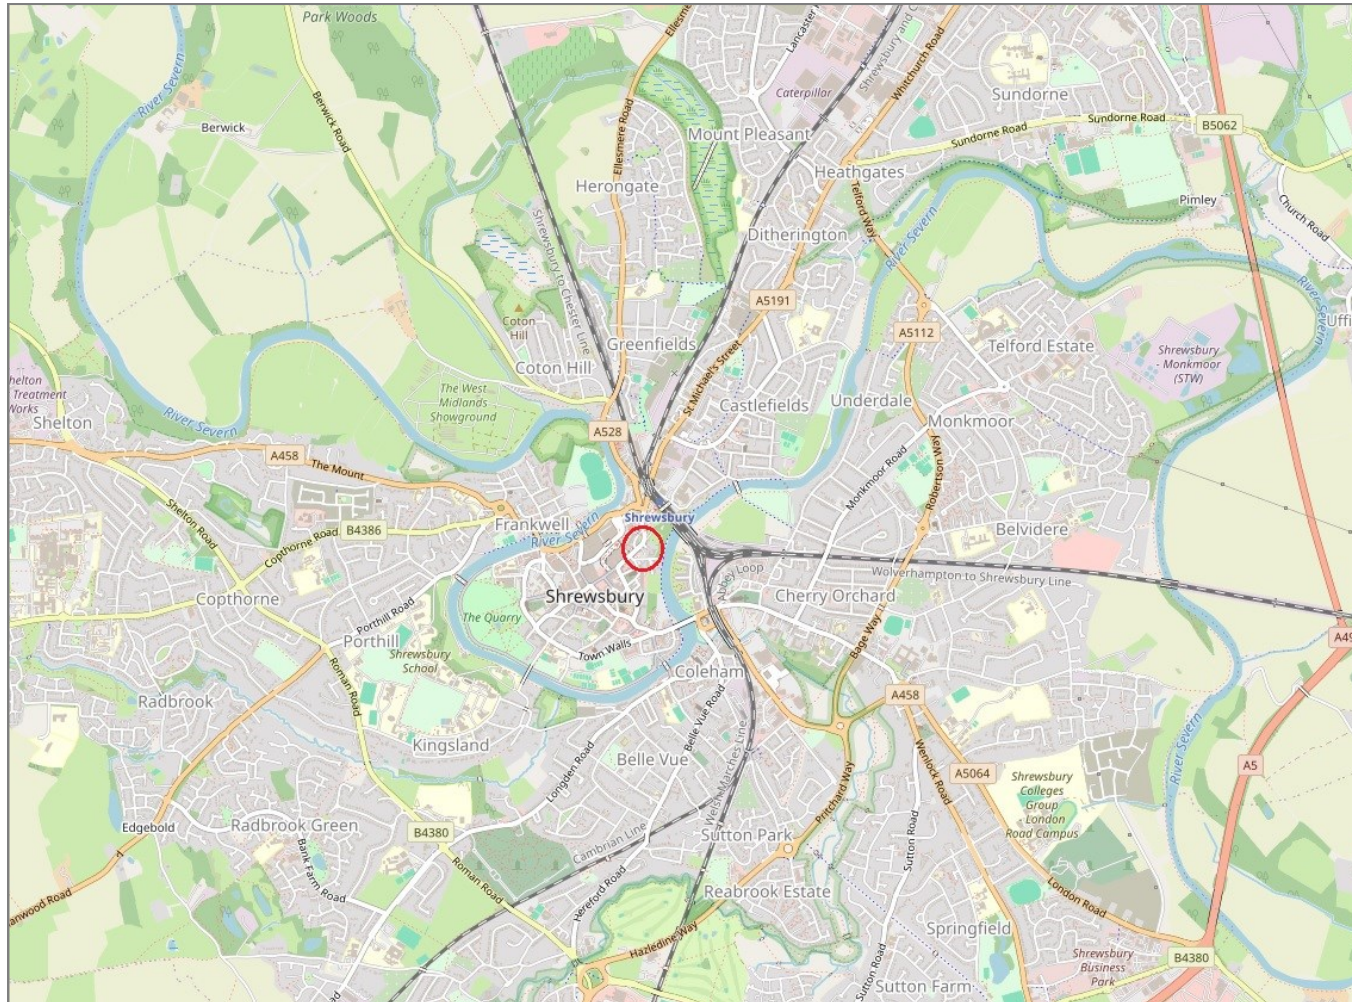 Park Woods
Ellesmere
Lancaster
Shrewsbury and C
Whitchurch Road
River Severn
Berwick
Berwick Road
Caterpillar
Sundorne
Sundorne Road
Sundorne Road
B5062
Ellesmere Road
Mount Pleasant
Heathgates
Herongate
Telford Way
Pimley
Church Road
Shrewsbury to Chester Line
Ditherington
River Severn
River Severn
Uffi
A5191
A5112
Coton
Hill
Greenfields
Telford Estate
Shrewsbury
Monkmoor
(STW)
Coton Hill
St Michael's Street
The West
Midlands
Showground
Castlefields
Underdale
Monkmoor
helton
Treatment
Works
Shelton
River Severn
A528
A458
The Mount
Monkmoor Road
Robertson Way
Shelton Road
Frankwell
Shrewsbury
B4386
Copthorne Road
River Severn
Belvidere
Abbey Loop
Wolverhampton to Shrewsbury Line
Copthorne
Shrewsbury
Cherry Orchard
The Quarry
Porthill Road
Porthill
Shrewsbury
School
Town Walls
Bage Way
A49
Roman Road
Coleham
Radbrook
A458
Kingsland
Belle Vue Road
Belle Vue
Longden Road
Welsh Marches Line
Wenlock Road
River Severn
A5
A5064
Shrewsbury
Colleges
Group
London
Road Campus
Pritchard Way
Edgebold
Radbrook Green
B4380
Sutton Park
Cambrian Line
Sutton Road
Bank Farm Road
Roman Road
Hereford Road
Reabrook Estate
anwood Road
London Road
Springfield
Hazledine Way
Shrewsbury
Business
Park
B4380
Sutton Road
Sutton Farm